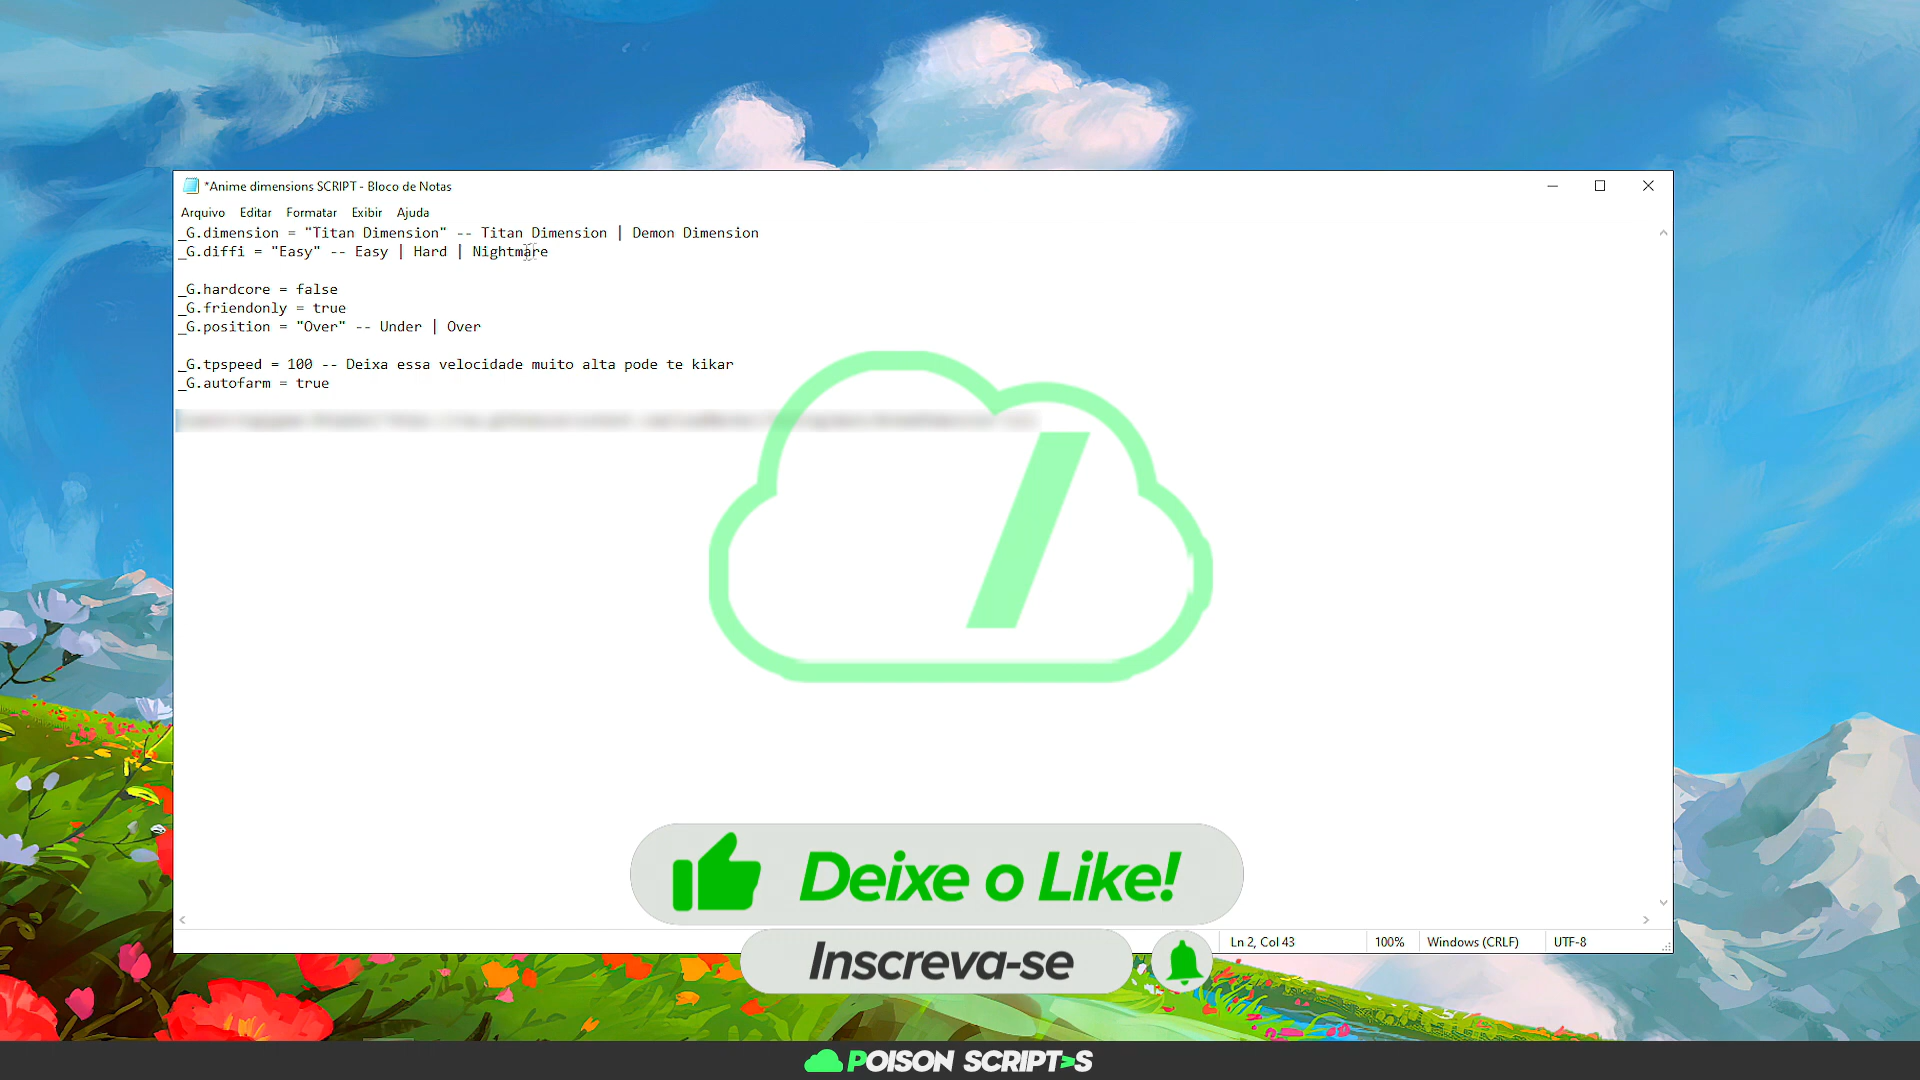 *Anime dimensions SCRIPT - Bloco de Notas
Arquivo Editar Formatar Exibir Ajuda
_G.dimension = "Titan Dimension" -- Titan Dimension | Demon Dimension
_G.diffi = "Easy" -- Easy | Hard | Nightmare
_G.hardcore = false
_G.friendonly = true
_G.position = "Over" -- Under | Over
_G.tpspeed = 100 -- Deixa essa velocidade muito alta pode te kikar
_G.autofarm = true
Deixe o Like!
Ln 2, Col 43 100% Windows (CRLF) UTF-8
Inscreva-se
POISON SCRIPT>S